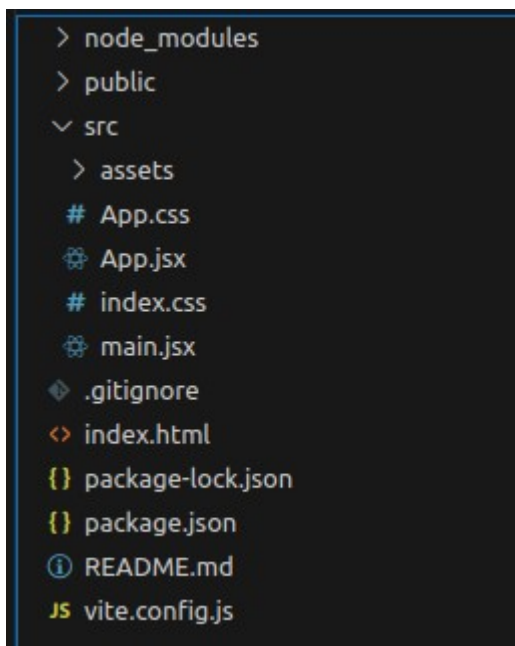 node_modules
public
src
assets
# App.css
App.jsx
# index.css
main.jsx
.gitignore
<> index.html
{} package-lock.json
{} package.json
README.md
JS vite.config.js